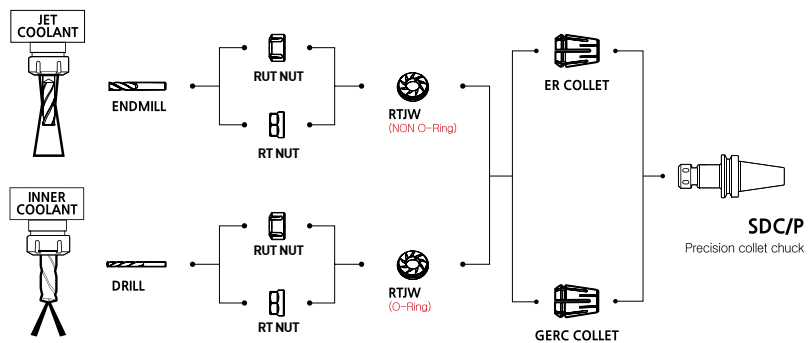 JET
COOLANT
ENDMILL
RUT NUT
RT NUT
RTJW
(NON O-Ring)
ER COLLET
INNER
COOLANT
DRILL
RUT NUT
RT NUT
RTJW
(O-Ring)
GERC COLLET
SDC/P
Precision collet chuck